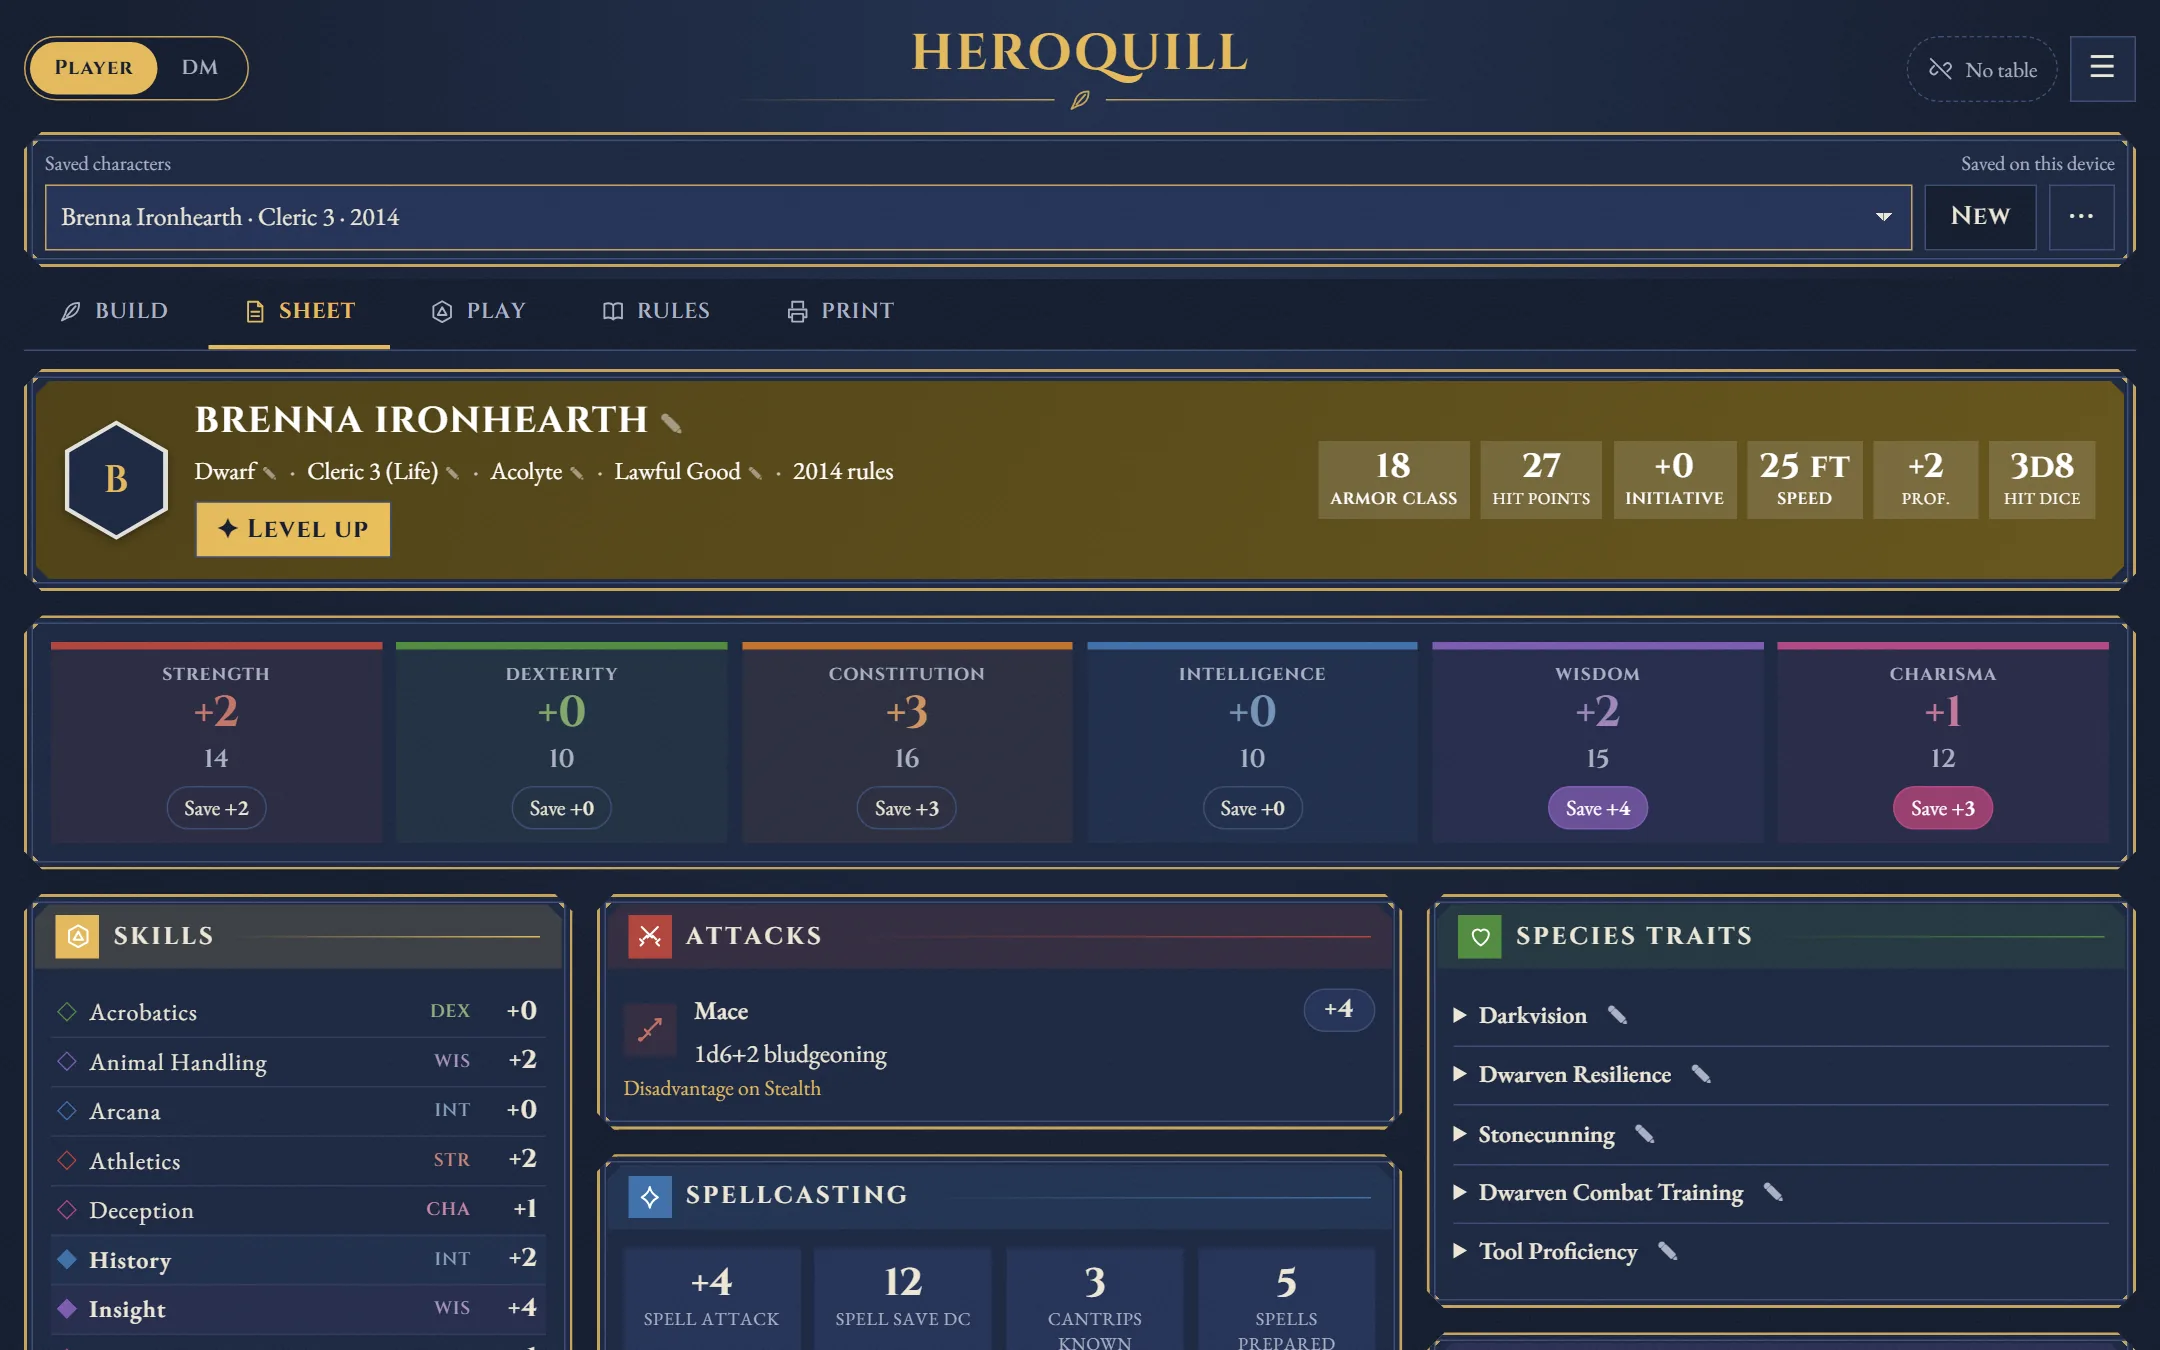 PLAYER
DM
HEROQUILL
No table
Saved characters
Saved on this device
Brenna Ironhearth · Cleric 3 · 2014
NEW
...
BUILD
SHEET
PLAY
RULES
PRINT
B
BRENNA IRONHEARTH
Dwarf · Cleric 3 (Life) · Acolyte · Lawful Good · 2014 rules
LEVEL UP
18
ARMOR CLASS
27
HIT POINTS
+0
INITIATIVE
25 FT
SPEED
+2
PROF.
3D8
HIT DICE
STRENGTH
+2
14
Save +2
DEXTERITY
+0
10
Save +0
CONSTITUTION
+3
16
Save +3
INTELLIGENCE
+0
10
Save +0
WISDOM
+2
15
Save +4
CHARISMA
+1
12
Save +3
SKILLS
Acrobatics DEX +0
Animal Handling WIS +2
Arcana INT +0
Athletics STR +2
Deception CHA +1
History INT +2
Insight WIS +4
ATTACKS
Mace
+4
1d6+2 bludgeoning
Disadvantage on Stealth
SPELLCASTING
+4
SPELL ATTACK
12
SPELL SAVE DC
3
CANTRIPS
KNOWN
5
SPELLS
PREPARED
SPECIES TRAITS
Darkvision
Dwarven Resilience
Stonecunning
Dwarven Combat Training
Tool Proficiency